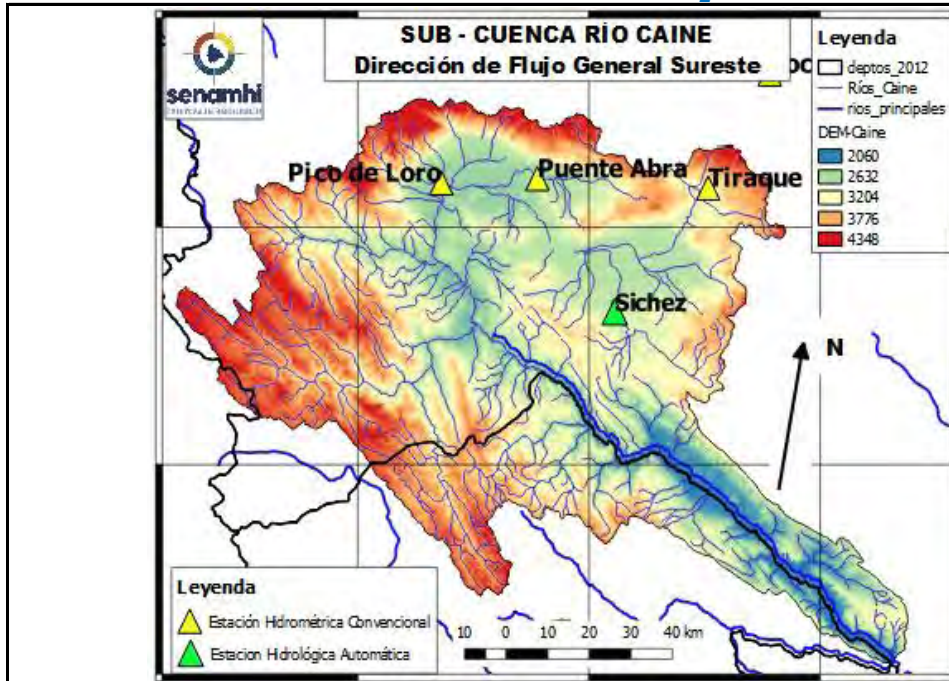 SUB - CUENCA RÍO CAINE
Dirección de Flujo General Sureste
senamhi
Leyenda
deptos_2012
Ríos_Caine
rios_principales
DEM-Caine
2060
2632
3204
3776
4348
Pico de Loro
Puente Abra
Tiraque
Sichez
N
Leyenda
Estación Hidrométrica Convencional
Estacion Hidrológica Automática
10 0 10 20 30 40 km